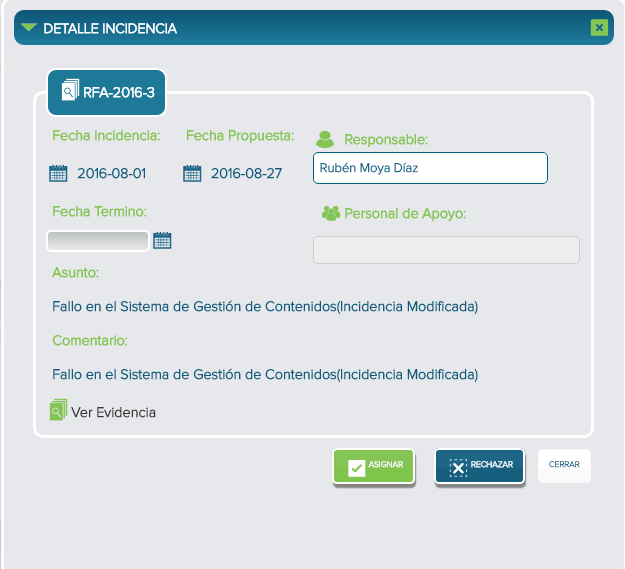 DETALLE INCIDENCIA
RFA-2016-3
Fecha incidencia: Fecha Propuesta: Responsable:
2016-08-01 2016-08-27 Rubén Moya Díaz
Fecha Termino: Personal de Apoyo:
Asunto:
Fallo en el Sistema de Gestión de Contenidos(Incidencia Modificada)
Comentario:
Fallo en el Sistema de Gestión de Contenidos(Incidencia Modificada)
Ver Evidencia
ASIGNAR RECHAZAR CERRAR